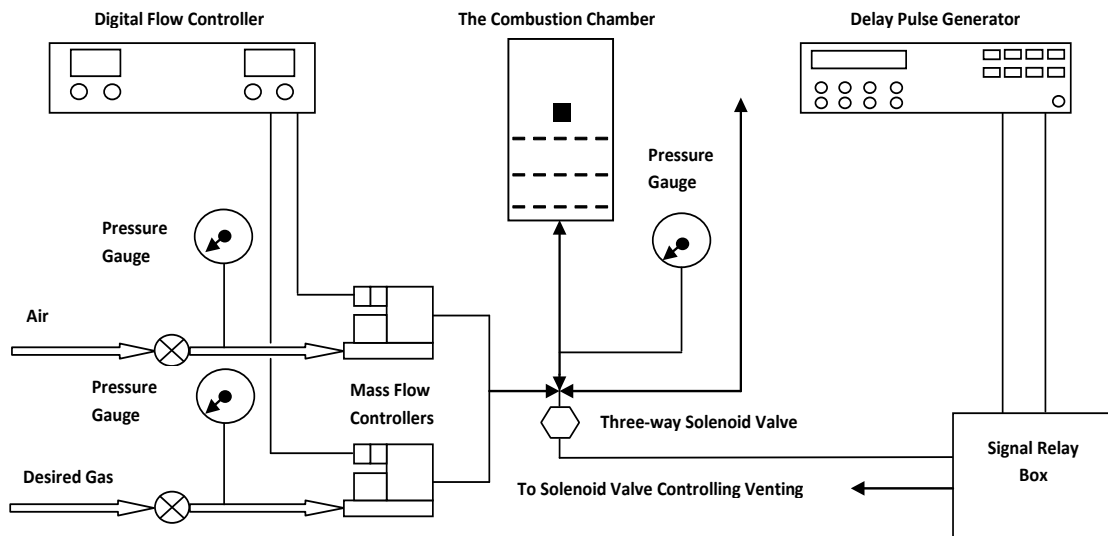 Digital Flow Controller
The Combustion Chamber
Delay Pulse Generator
Pressure
Gauge
Pressure
Gauge
Air
Pressure
Gauge
Mass Flow
Controllers
Three-way Solenoid Valve
Signal Relay
Box
Desired Gas
To Solenoid Valve Controlling Venting